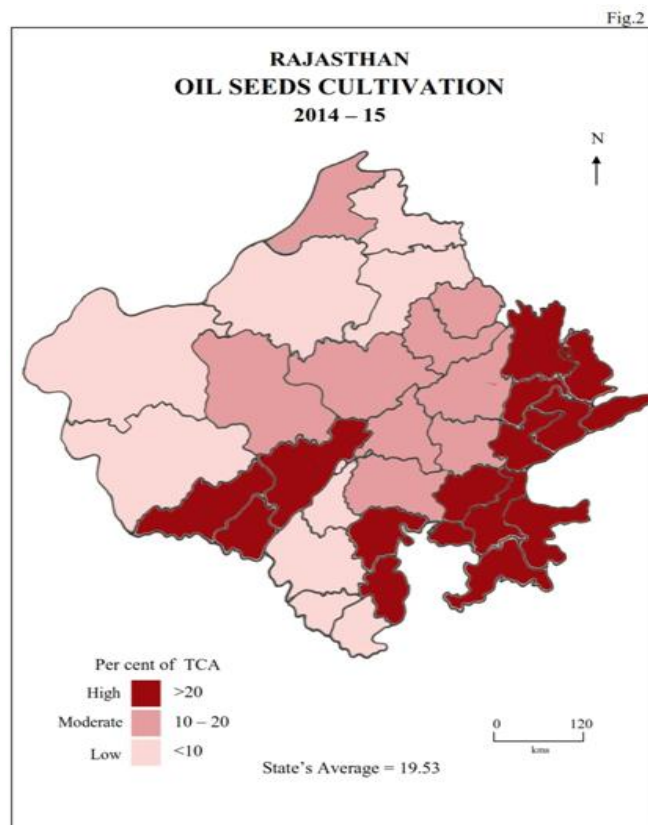 Fig.2
RAJASTHAN
OIL SEEDS CULTIVATION
2014 – 15
N
Per cent of TCA
High >20
Moderate 10 – 20
Low <10
0 120
kms
State's Average = 19.53